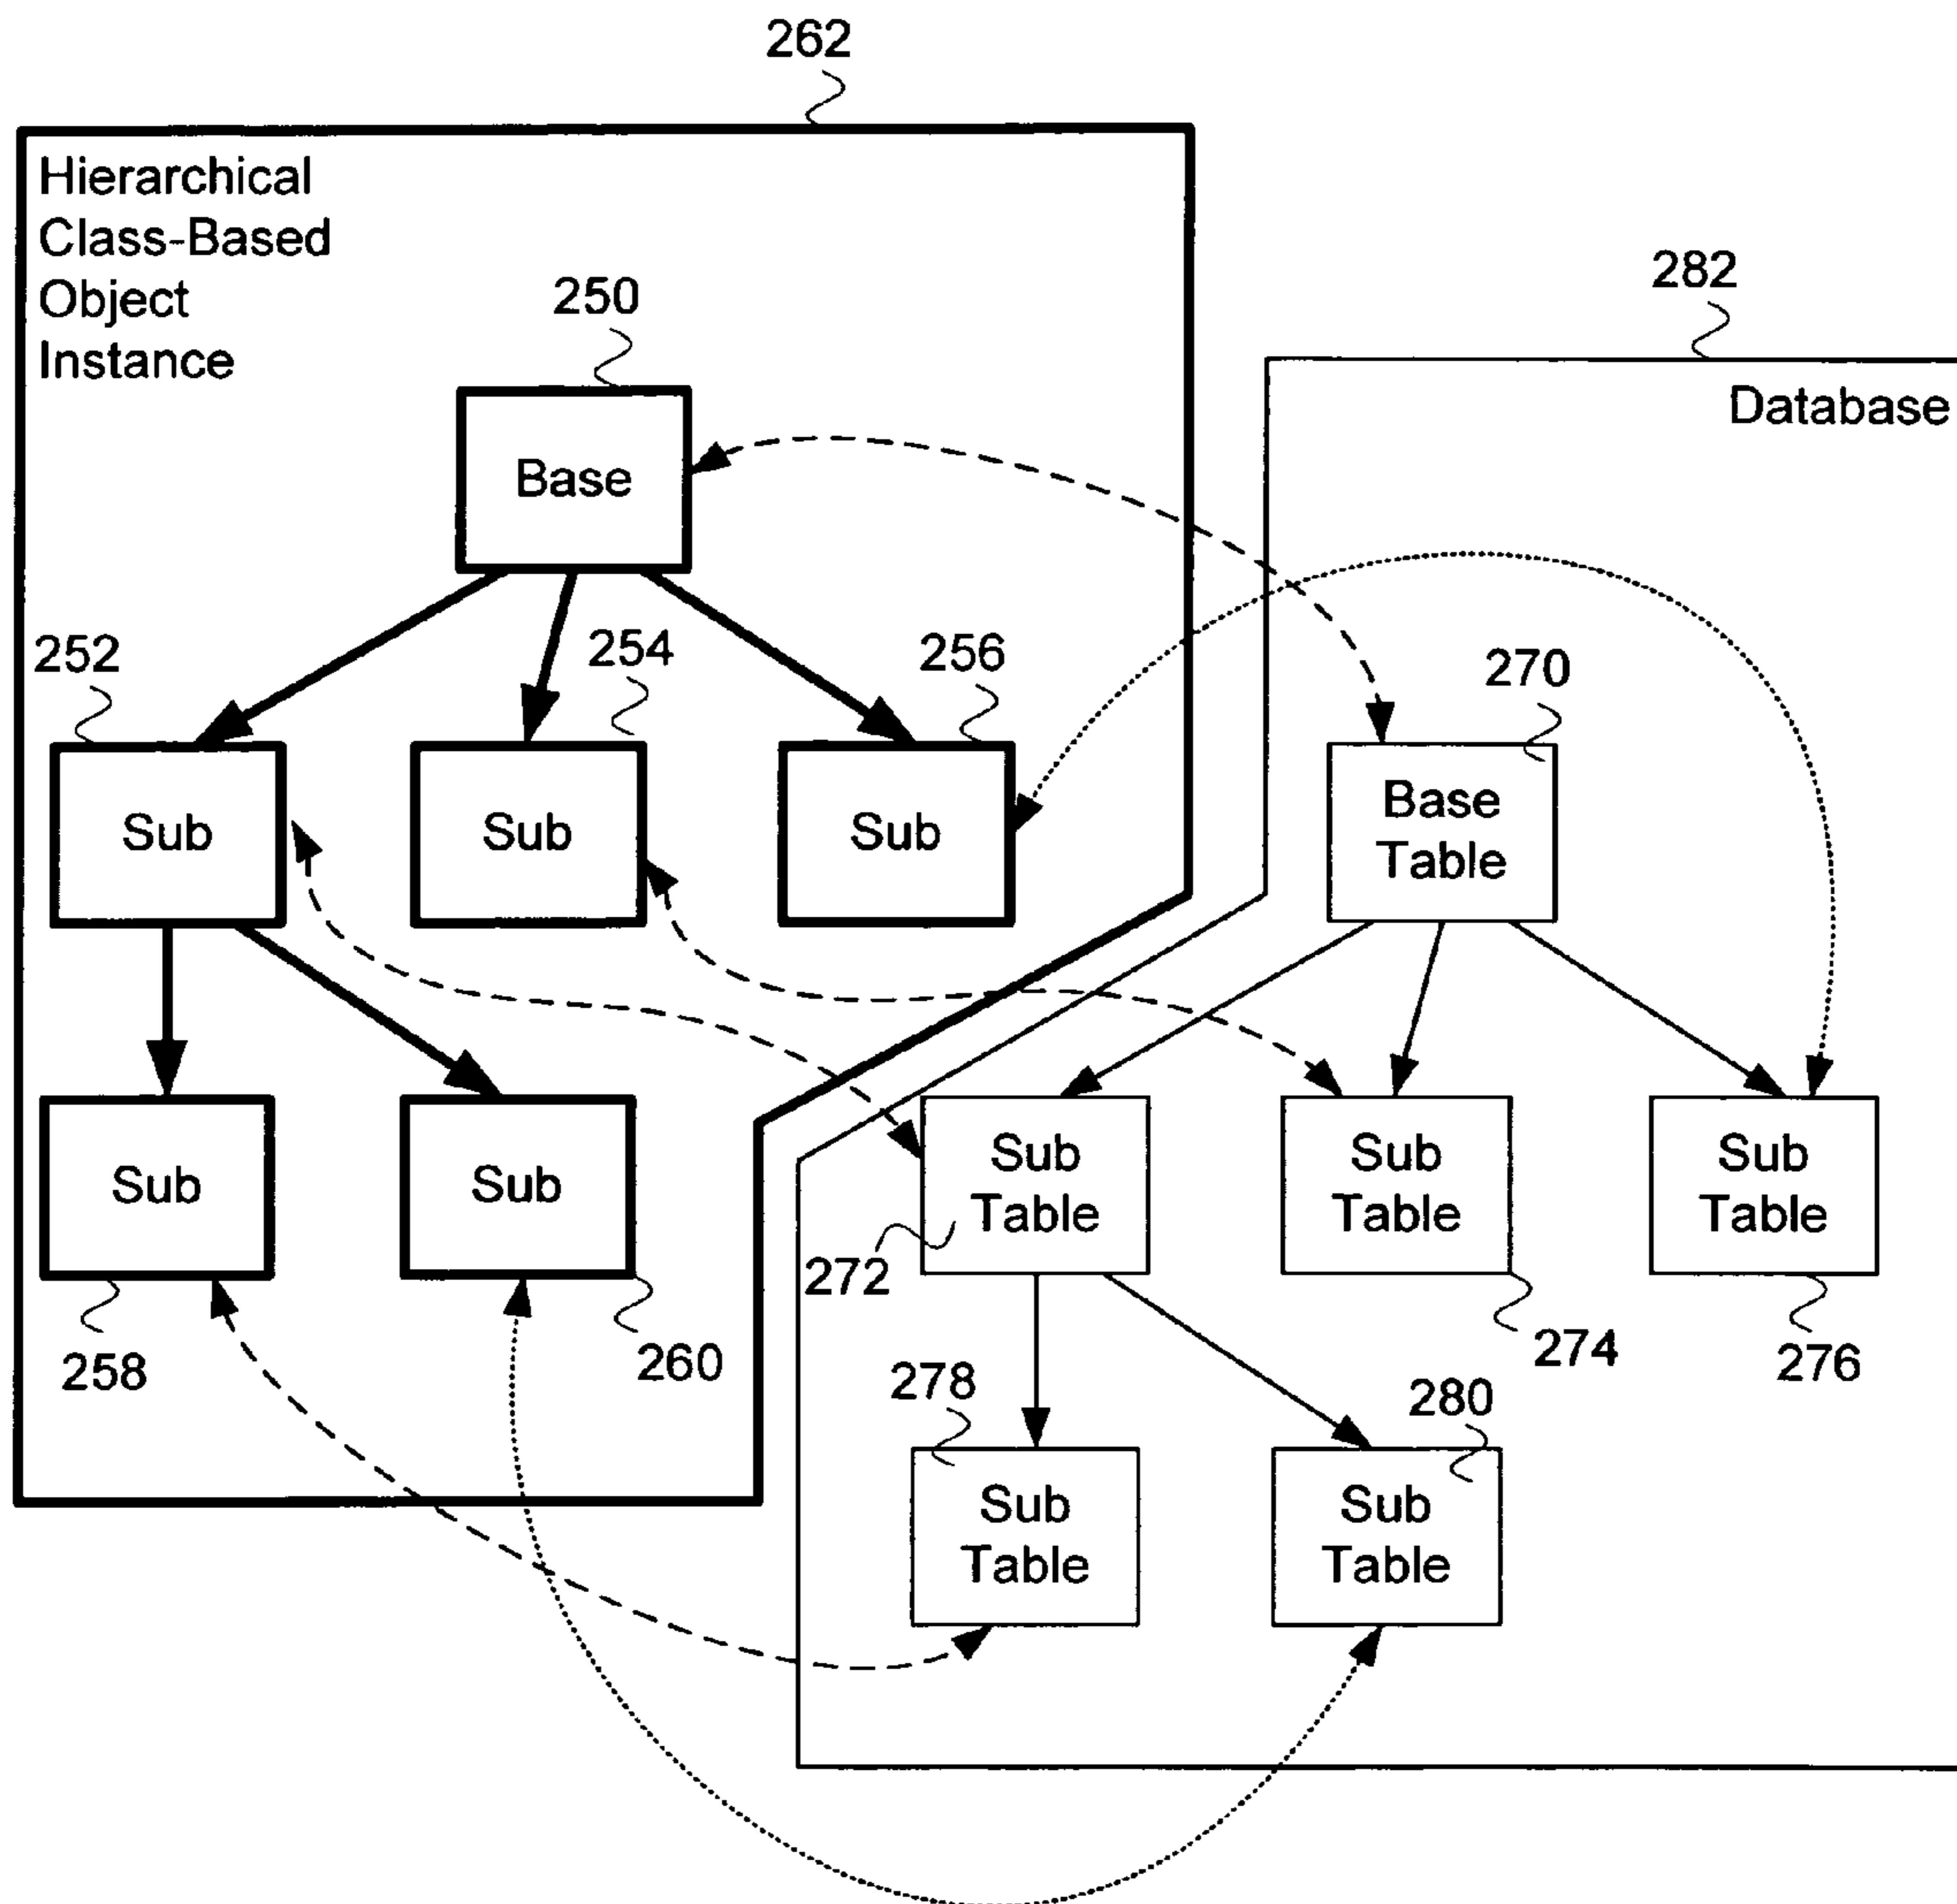 262
Hierarchical
Class-Based
Object
Instance
250
282
Database
Base
252
254
256
270
Sub
Sub
Sub
Base
Table
Sub
Sub
Sub
Table
Sub
Table
Sub
Table
272
258
260
274
276
278
280
Sub
Table
Sub
Table